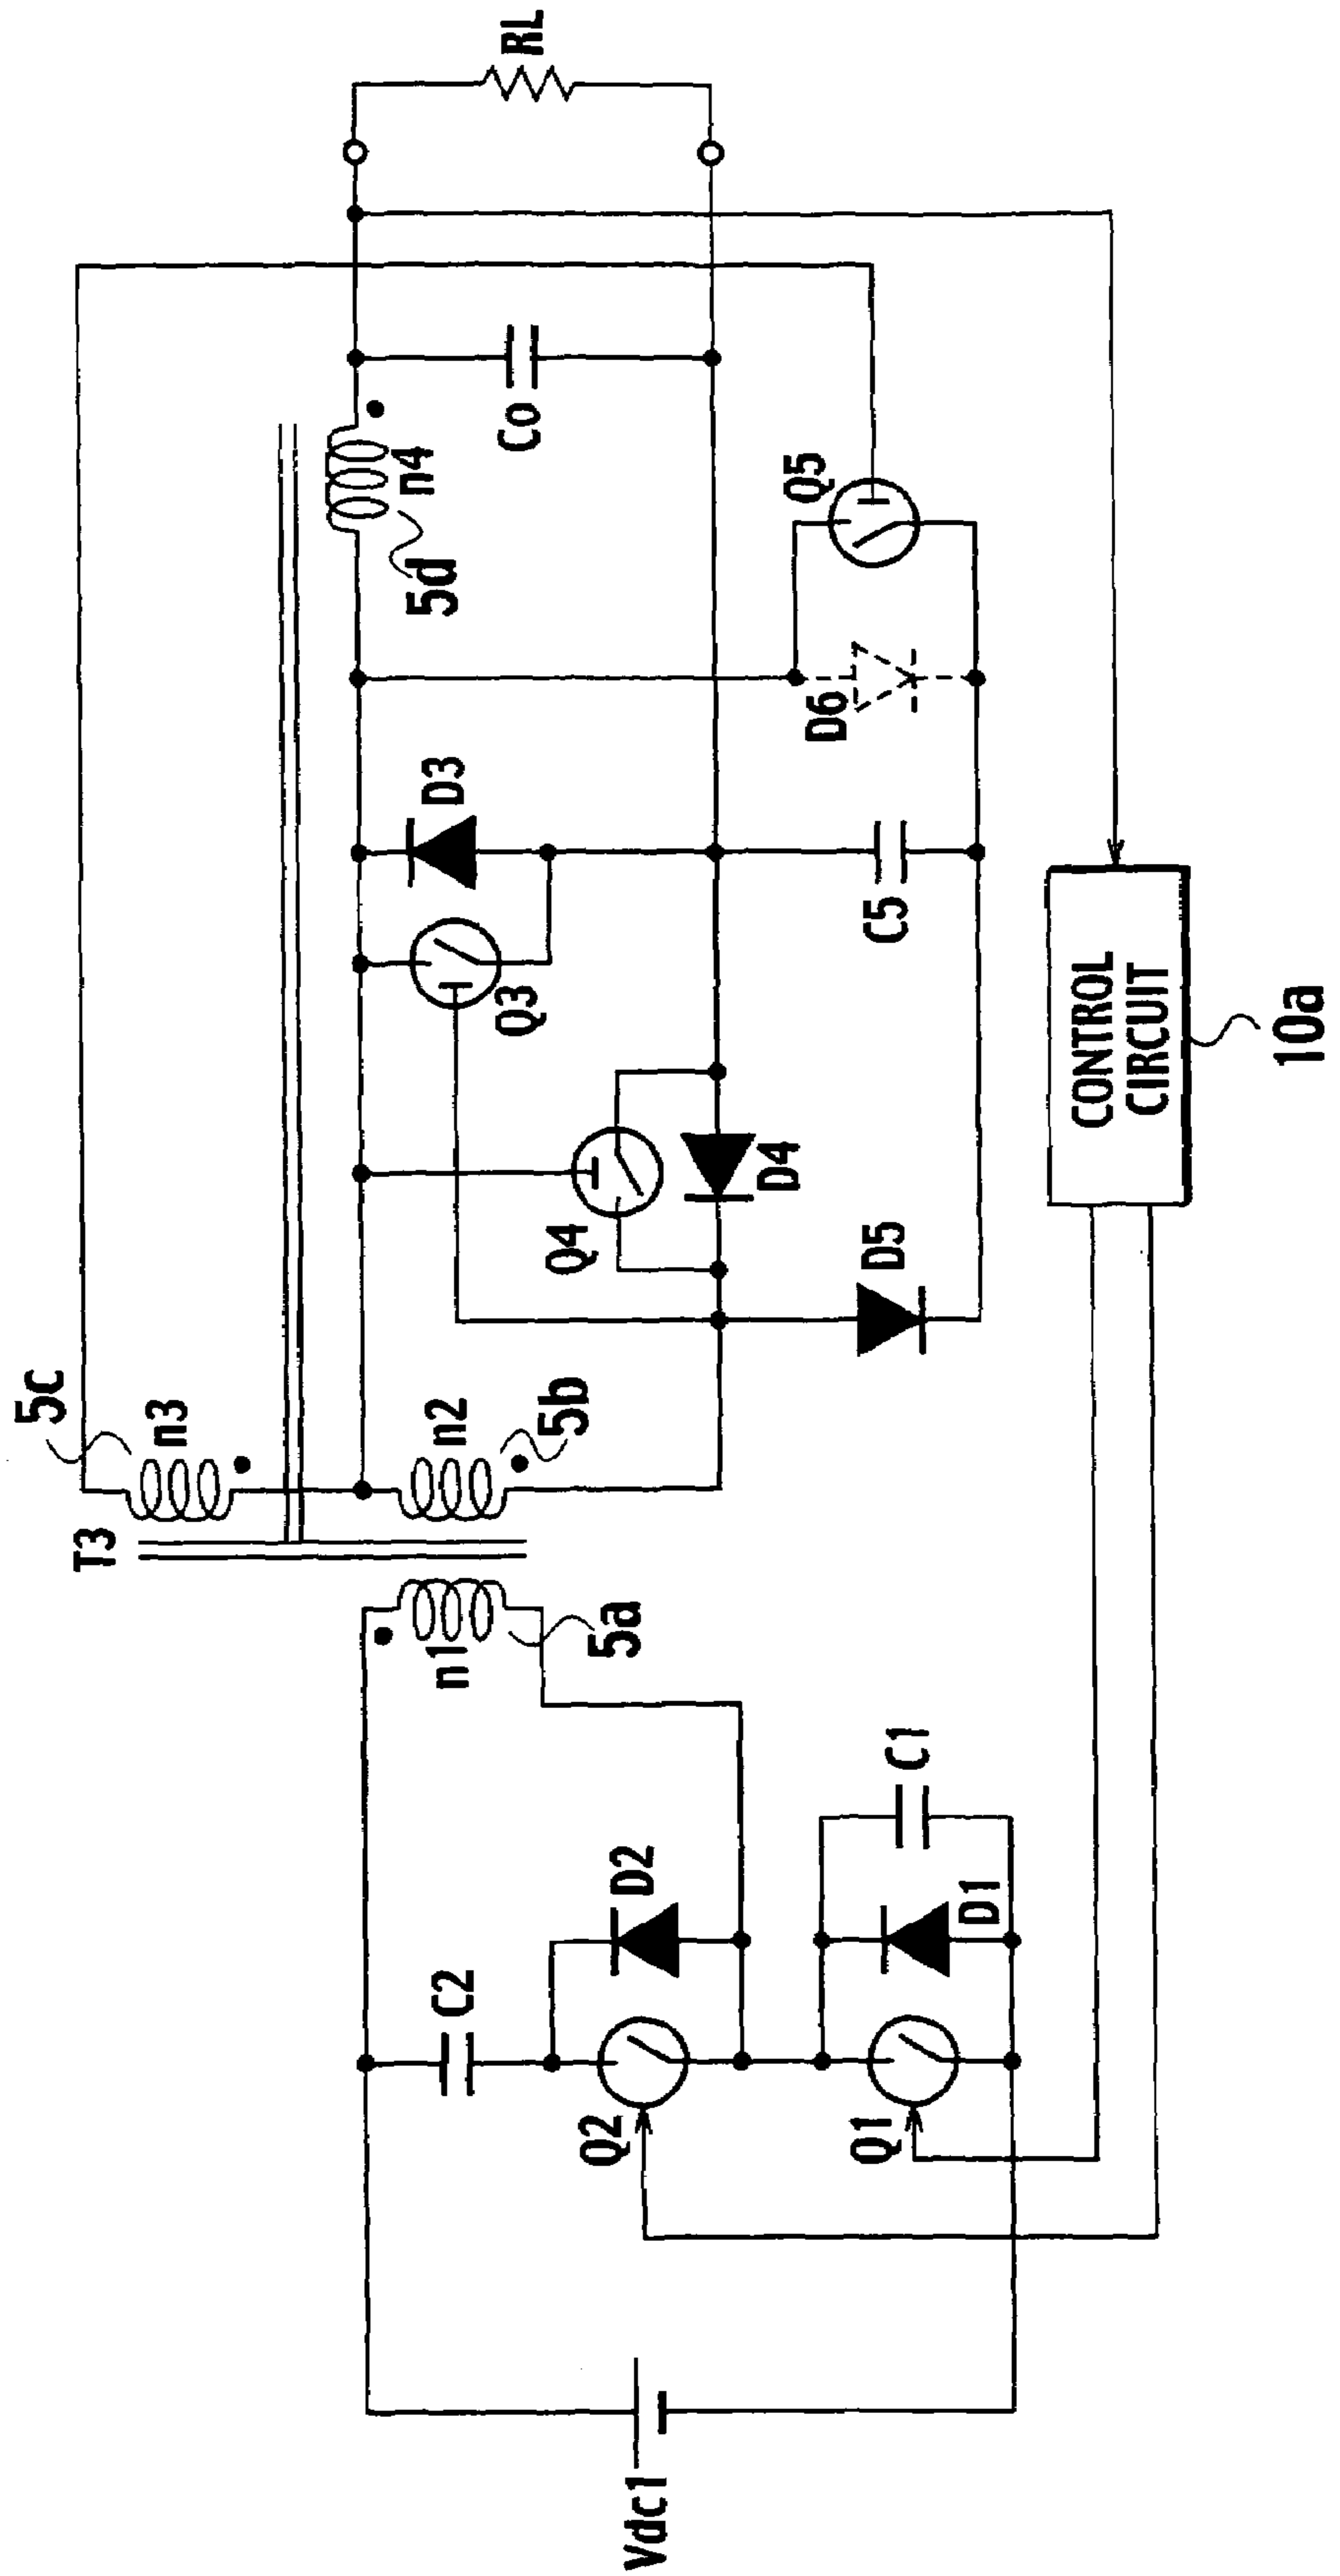 T3
5c
n3
n1
5a
n2
5b
n4
5d
Vdc1
C2
Q2
D2
Q1
D1
C1
Q4
D4
D5
Q3
D3
C5
D6
Q5
Co
RL
CONTROL
CIRCUIT
10a